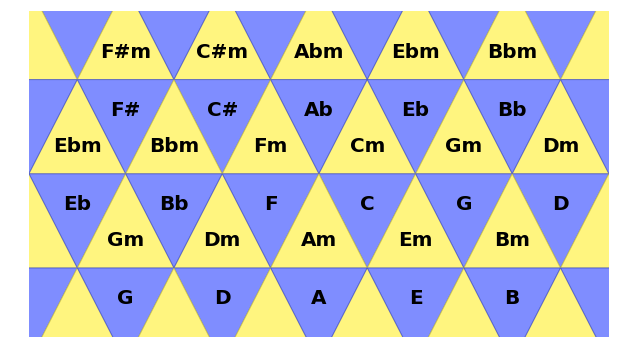 F#m C#m Abm Ebm Bbm
F# C# Ab Eb Bb
Ebm Bbm Fm Cm Gm Dm
Eb Bb F C G D
Gm Dm Am Em Bm
G D A E B